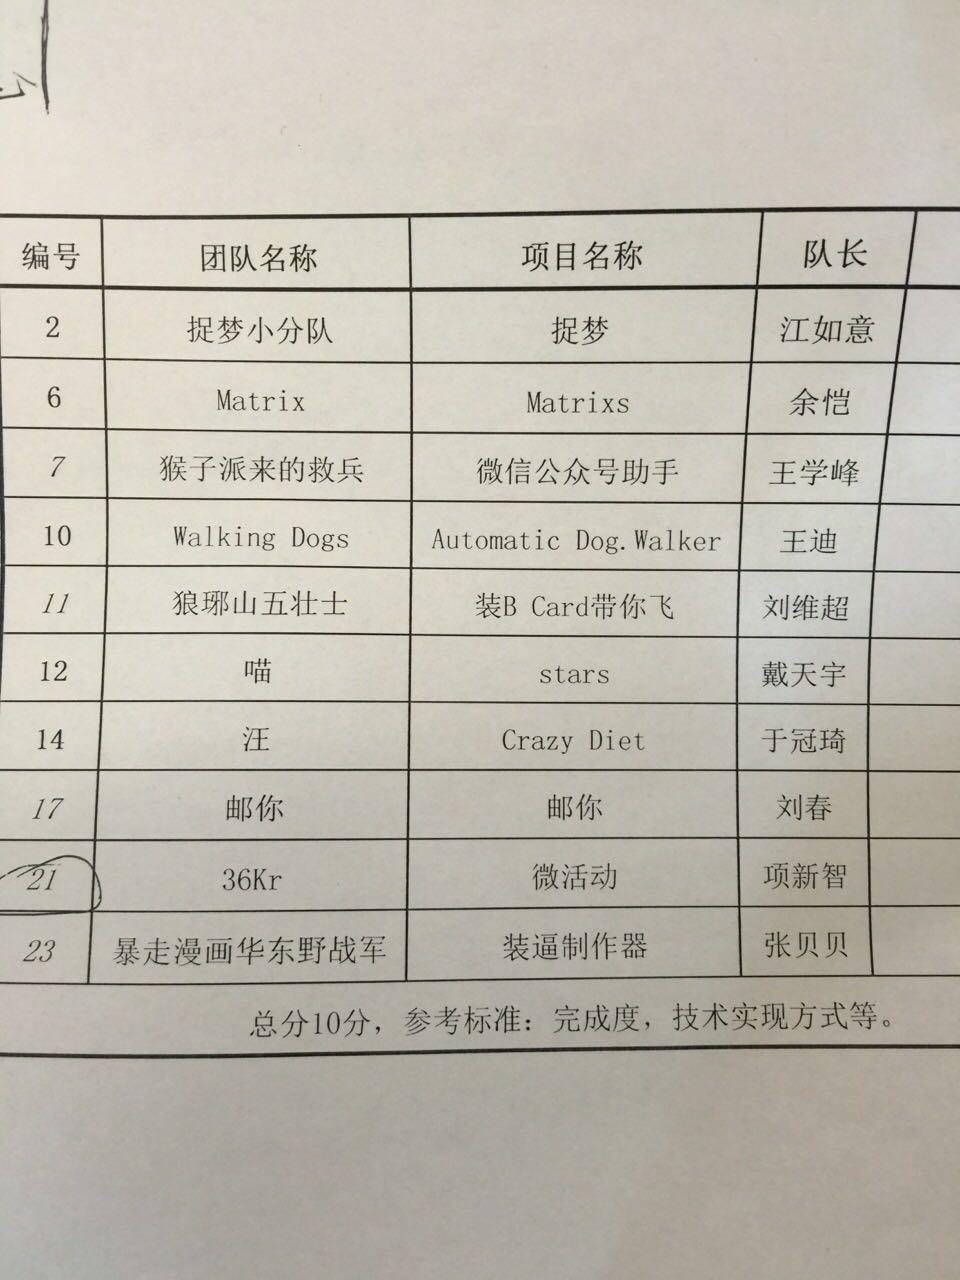 编号 团队名称 项目名称 队长
2 捉梦小分队 捉梦 江如意
6 Matrix Matrixs 余恺
7 猴子派来的救兵 微信公众号助手 王学峰
10 Walking Dogs Automatic Dog.Walker 王迪
11 狼琊山五壮士 装B Card带你飞 刘维超
12 喵 stars 戴天宇
14 汪 Crazy Diet 于冠琦
17 邮你 邮你 刘春
21 36Kr 微活动 项新智
23 暴走漫画华东野战军 装逼制作器 张贝贝
总分10分，参考标准：完成度，技术实现方式等。